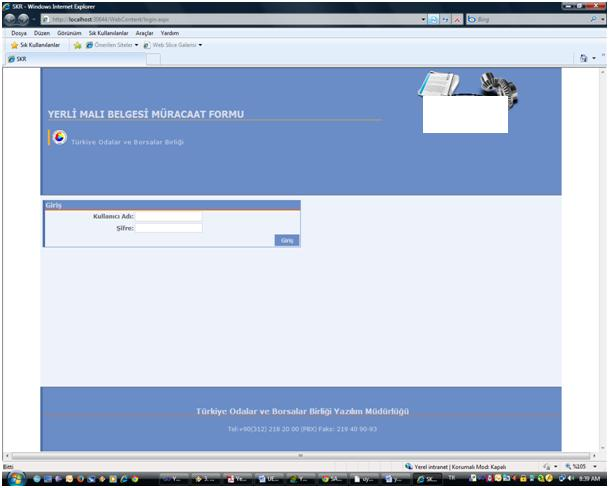 SKR - Windows Internet Explorer
http://localhost:30644/WebContent/login.aspx
Bing
Dosya Düzen Görünüm Sık Kullanılanlar Araçlar Yardım
Sık Kullanılanlar Önerilen Siteler Web Slice Galerisi
SKR
YERLİ MALI BELGESİ MÜRACAAT FORMU
Türkiye Odalar ve Borsalar Birliği
Giriş
Kullanıcı Adı:
Şifre:
Giriş
Türkiye Odalar ve Borsalar Birliği Yazılım Müdürlüğü
Tel:+90(312) 218 20 00 (PBX) Faks: 219 40 90-93
Bitti Yerel intranet | Korumalı Mod: Kapalı %105
TR 8:39 AM